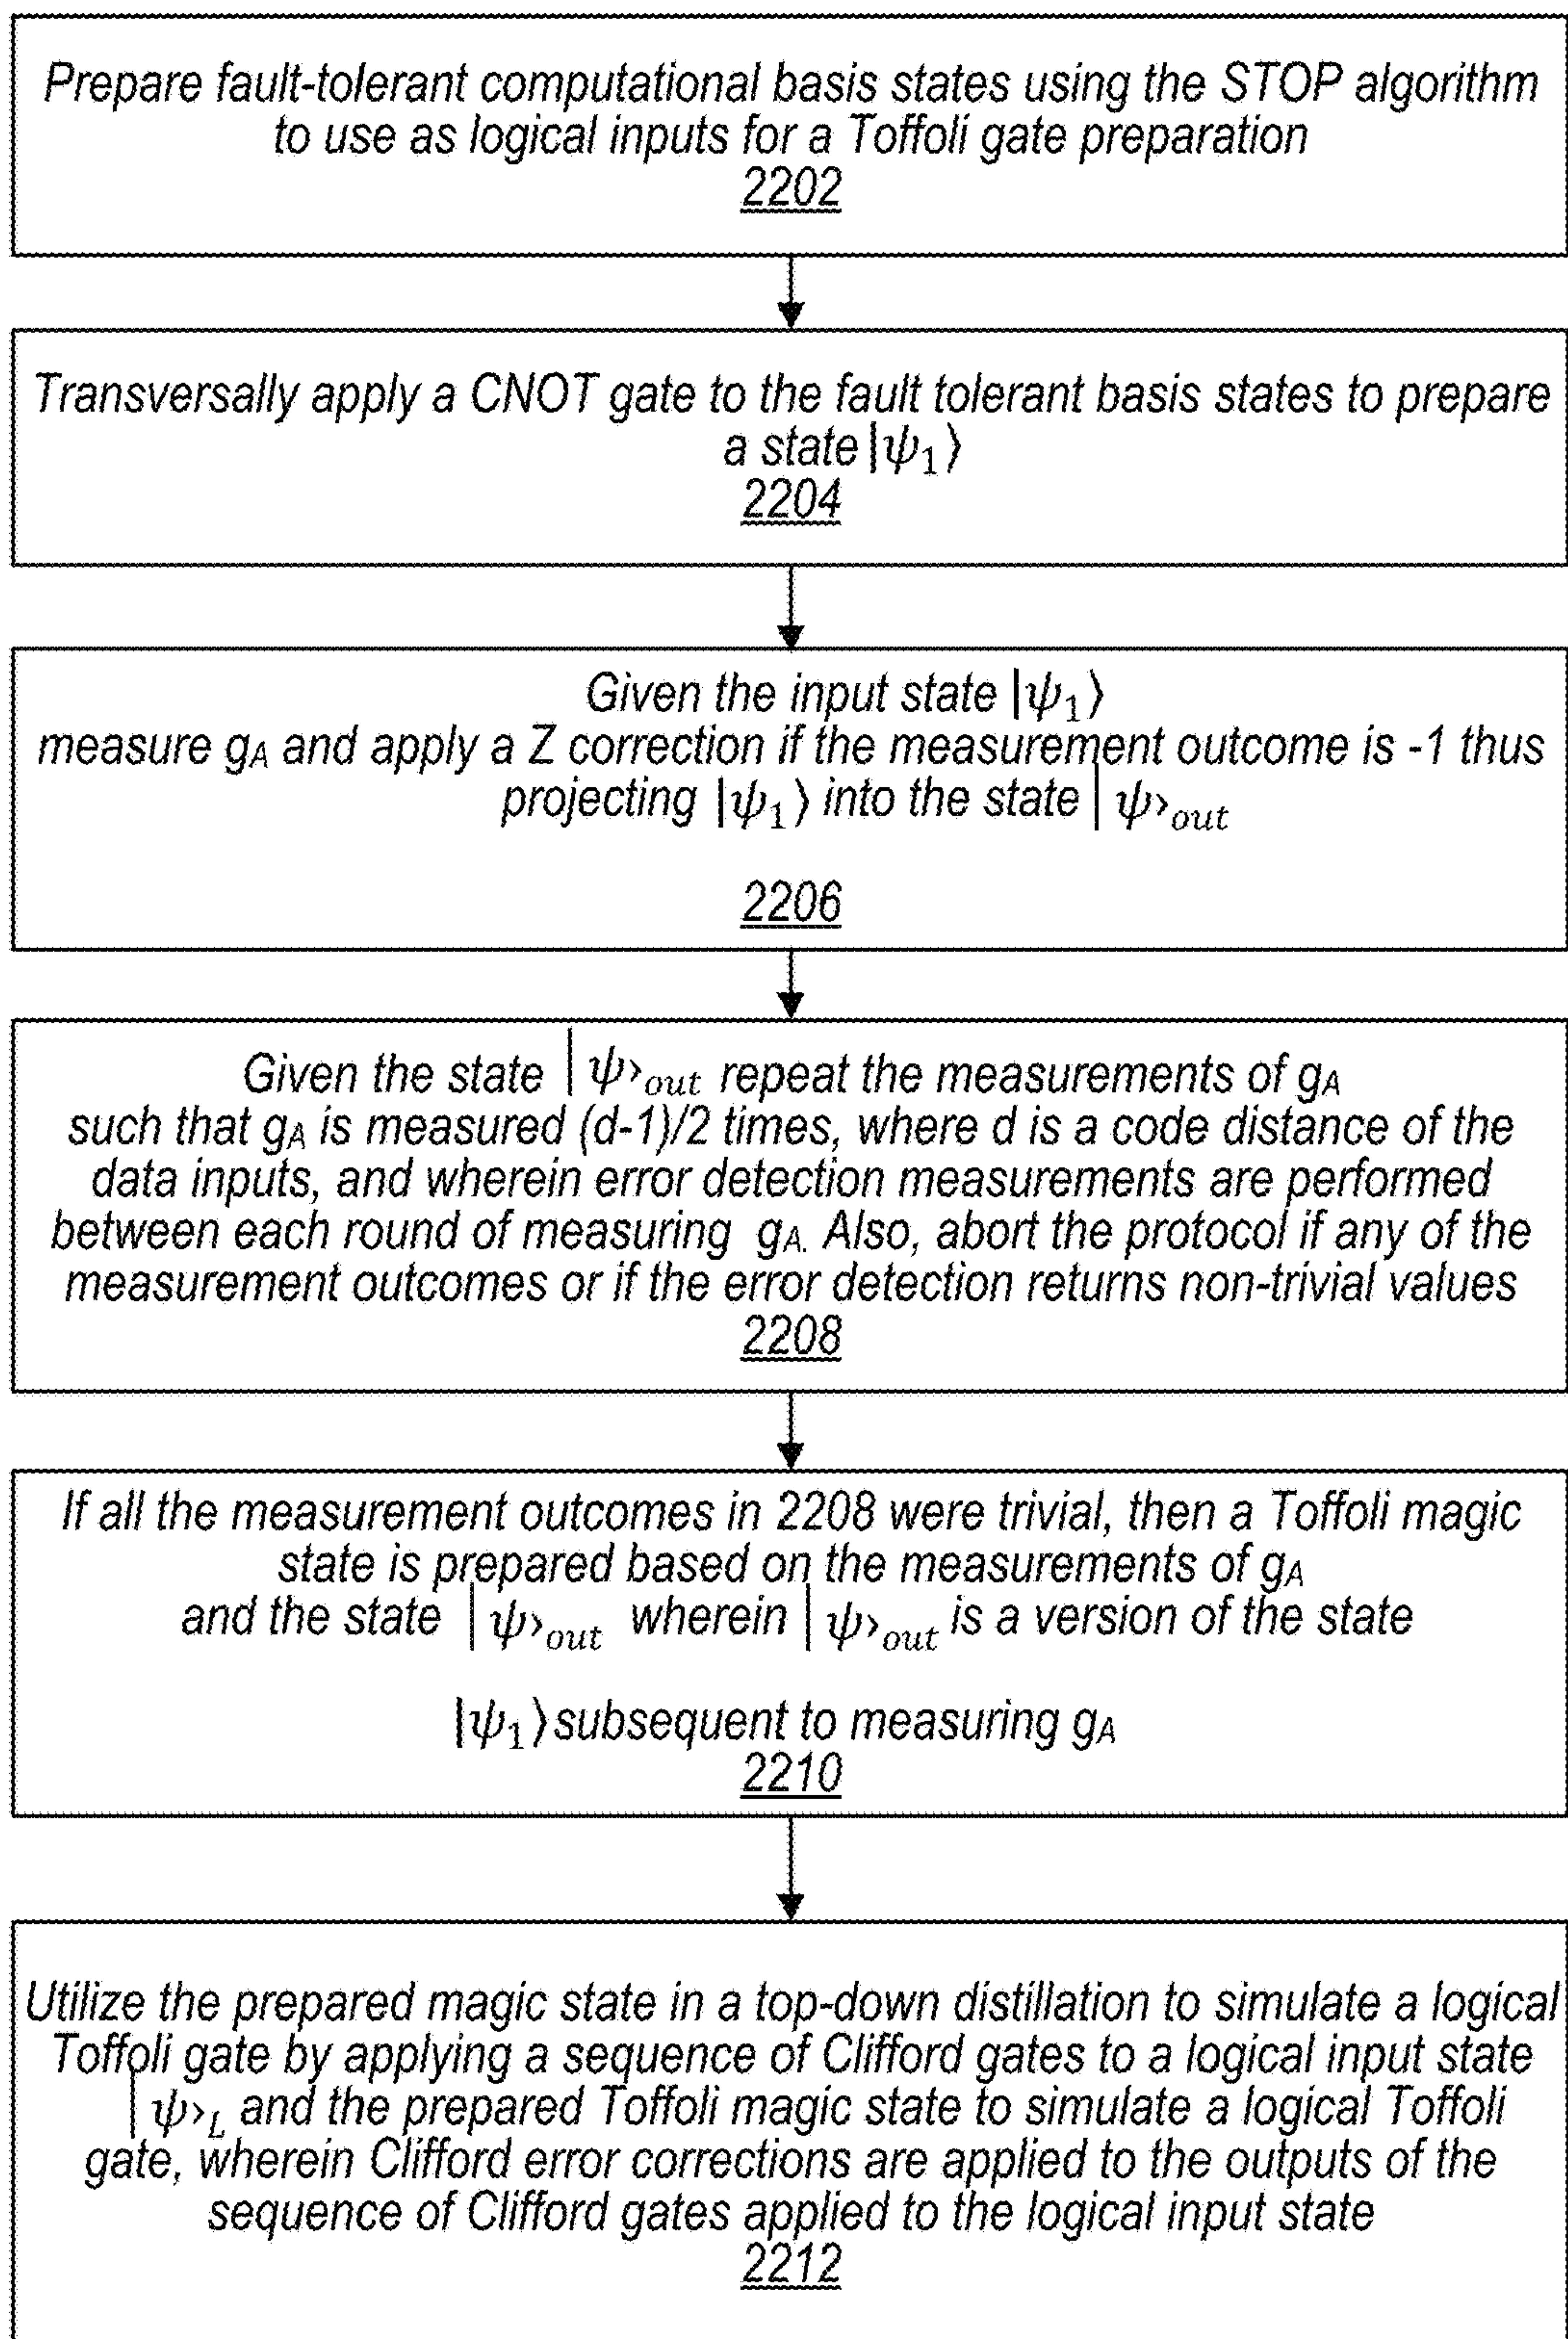 Prepare fault-tolerant computational basis states using the STOP algorithm
to use as logical inputs for a Toffoli gate preparation
2202
Transversally apply a CNOT gate to the fault tolerant basis states to prepare
a state |ψ₁⟩
2204
Given the input state |ψ₁⟩
measure gA and apply a Z correction if the measurement outcome is -1 thus
projecting |ψ₁⟩ into the state |ψ›out
2206
Given the state |ψ›out repeat the measurements of gA
such that gA is measured (d-1)/2 times, where d is a code distance of the
data inputs, and wherein error detection measurements are performed
between each round of measuring gA. Also, abort the protocol if any of the
measurement outcomes or if the error detection returns non-trivial values
2208
If all the measurement outcomes in 2208 were trivial, then a Toffoli magic
state is prepared based on the measurements of gA
and the state |ψ›out wherein |ψ›out is a version of the state
|ψ₁⟩ subsequent to measuring gA
2210
Utilize the prepared magic state in a top-down distillation to simulate a logical
Toffoli gate by applying a sequence of Clifford gates to a logical input state
|ψ›L and the prepared Toffoli magic state to simulate a logical Toffoli
gate, wherein Clifford error corrections are applied to the outputs of the
sequence of Clifford gates applied to the logical input state
2212